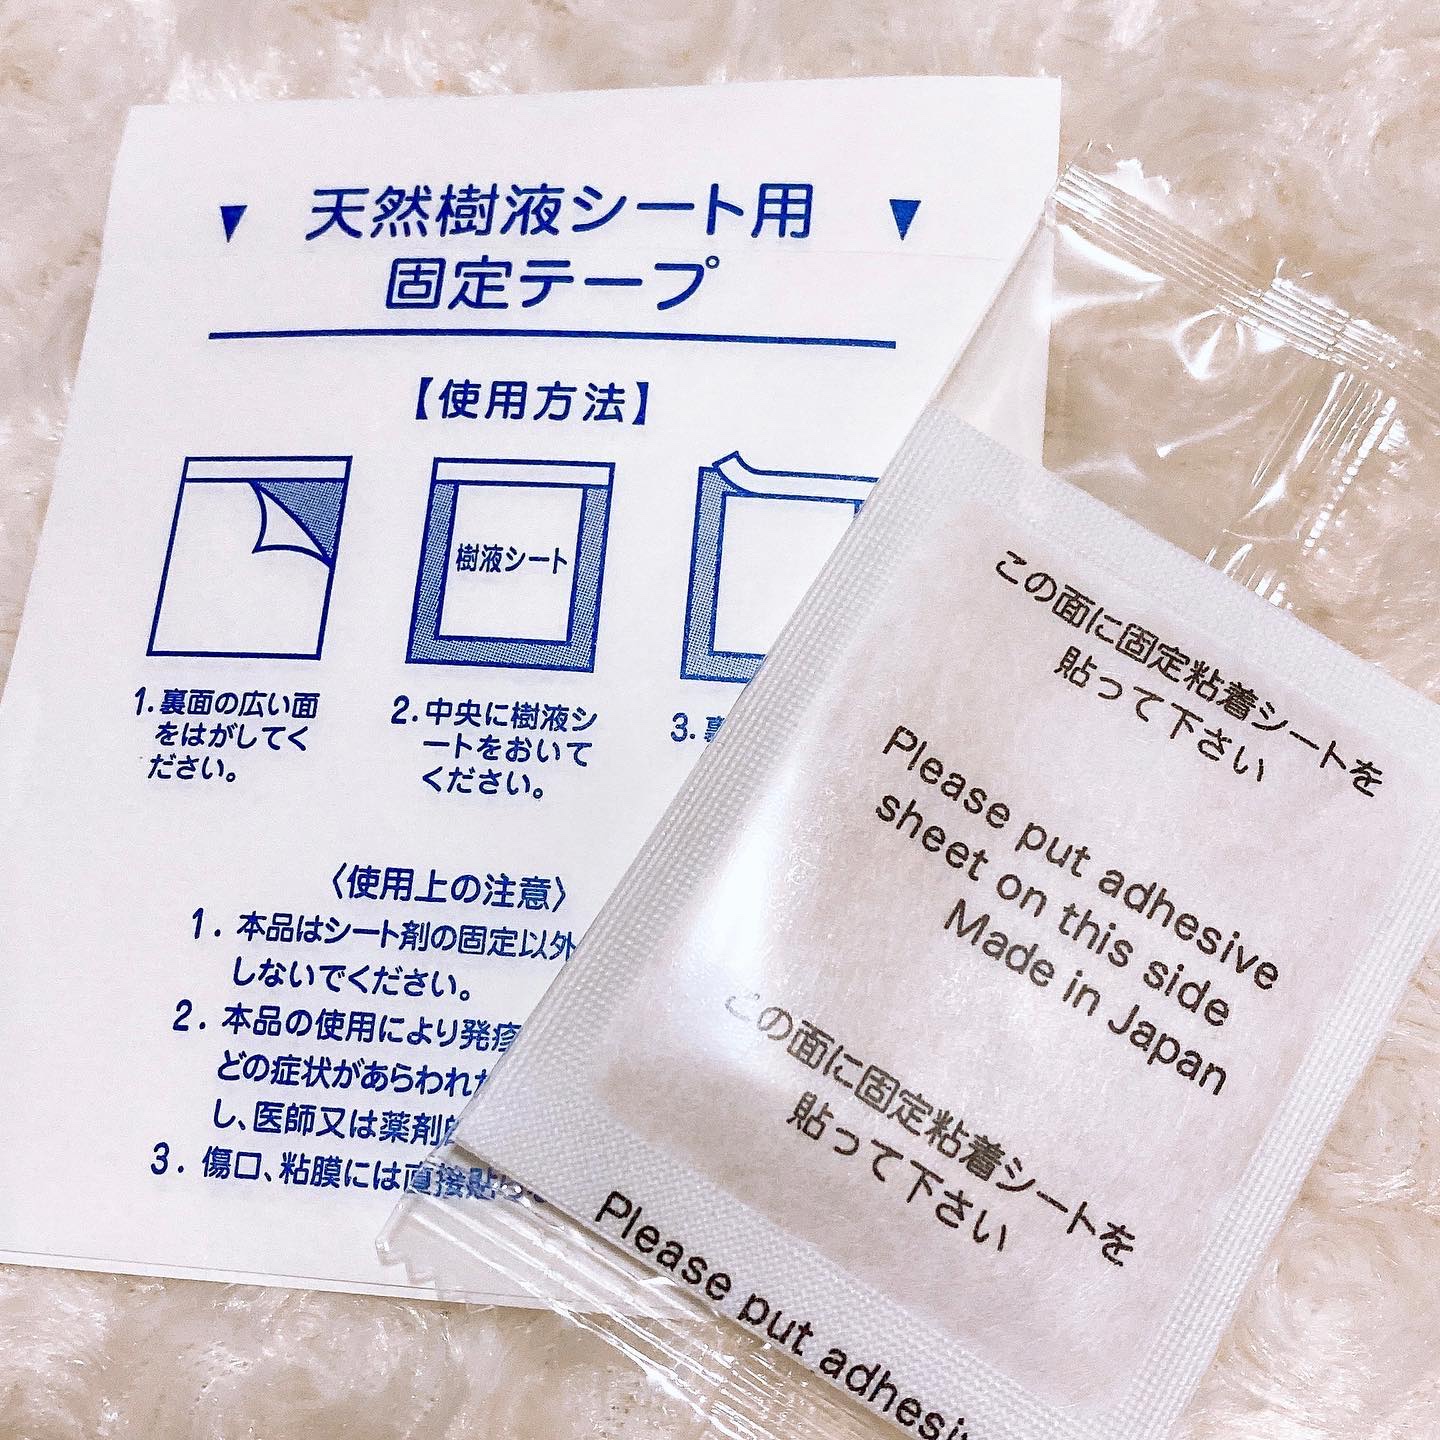 ▼ 天然樹液シート用 ▼
固定テープ
【使用方法】
樹液シート
1.裏面の広い面
をはがしてく
ださい。
2.中央に樹液シ
ートをおいて
ください。
3.裏
〈使用上の注意〉
1. 本品はシート剤の固定以外
しないでください。
2. 本品の使用により発疹
どの症状があらわれた
し、医師又は薬剤師
3. 傷口、粘膜には直接貼らな
この面に固定粘着シートを
貼って下さい
Please put adhesive
sheet on this side
Made in Japan
この面に固定粘着シートを
貼って下さい
Please put adhesi